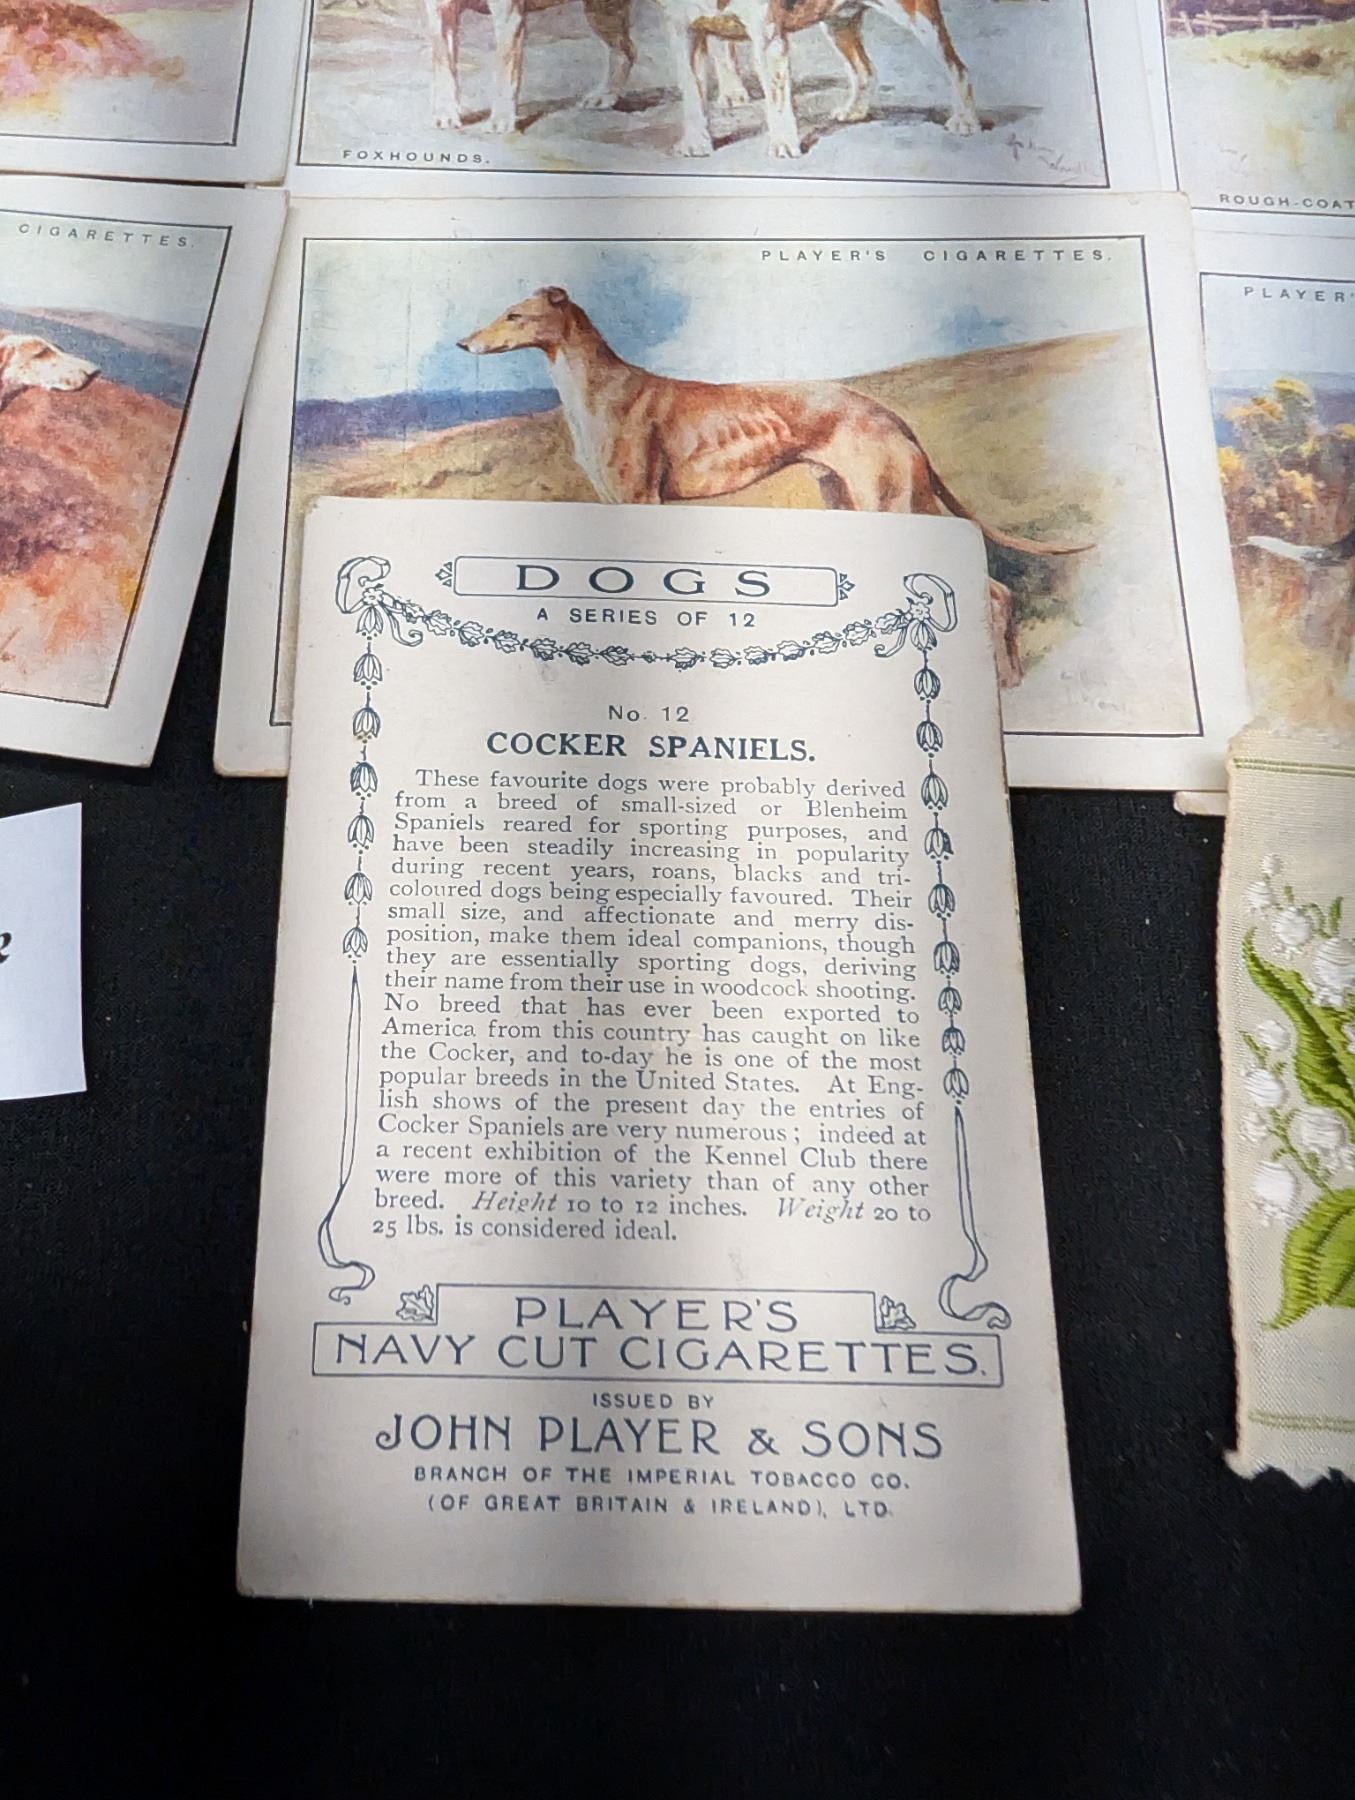 FOXHOUNDS.
ROUGH-COAT
CIGARETTES.
PLAYER'S CIGARETTES.
PLAYER'
DOGS
A SERIES OF 12
No. 12
COCKER SPANIELS.
These favourite dogs were probably derived
from a breed of small-sized or Blenheim
Spaniels reared for sporting purposes, and
have been steadily increasing in popularity
during recent years, roans, blacks and tri-
coloured dogs being especially favoured. Their
small size, and affectionate and merry dis-
position, make them ideal companions, though
they are essentially sporting dogs, deriving
their name from their use in woodcock shooting.
No breed that has ever been exported to
America from this country has caught on like
the Cocker, and to-day he is one of the most
popular breeds in the United States. At Eng-
lish shows of the present day the entries of
Cocker Spaniels are very numerous; indeed at
a recent exhibition of the Kennel Club there
were more of this variety than of any other
breed. Height 10 to 12 inches. Weight 20 to
25 lbs. is considered ideal.
PLAYER'S
NAVY CUT CIGARETTES.
ISSUED BY
JOHN PLAYER & SONS
BRANCH OF THE IMPERIAL TOBACCO CO.
(OF GREAT BRITAIN & IRELAND), LTD.